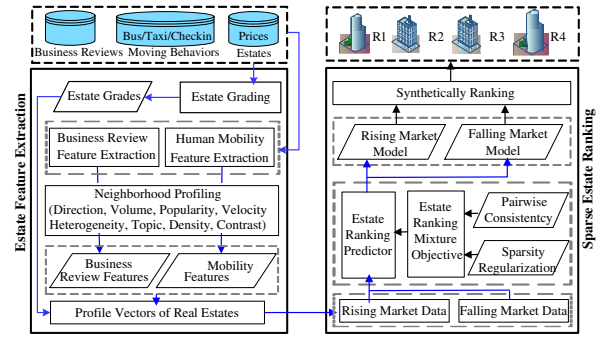 Business Reviews
Bus/Taxi/Checkin
Moving Behaviors
Prices
Estates
R1
R2
R3
R4
Estate Feature Extraction
Estate Grades
Estate Grading
Business Review
Feature Extraction
Human Mobility
Feature Extraction
Neighborhood Profiling
(Direction, Volume, Popularity, Velocity
Heterogeneity, Topic, Density, Contrast)
Business
Review Features
Mobility
Features
Profile Vectors of Real Estates
Synthetically Ranking
Rising Market
Model
Falling Market
Model
Estate
Ranking
Predictor
Estate
Ranking
Mixture
Objective
Pairwise
Consistency
Sparsity
Regularization
Rising Market Data
Falling Market Data
Sparse Estate Ranking